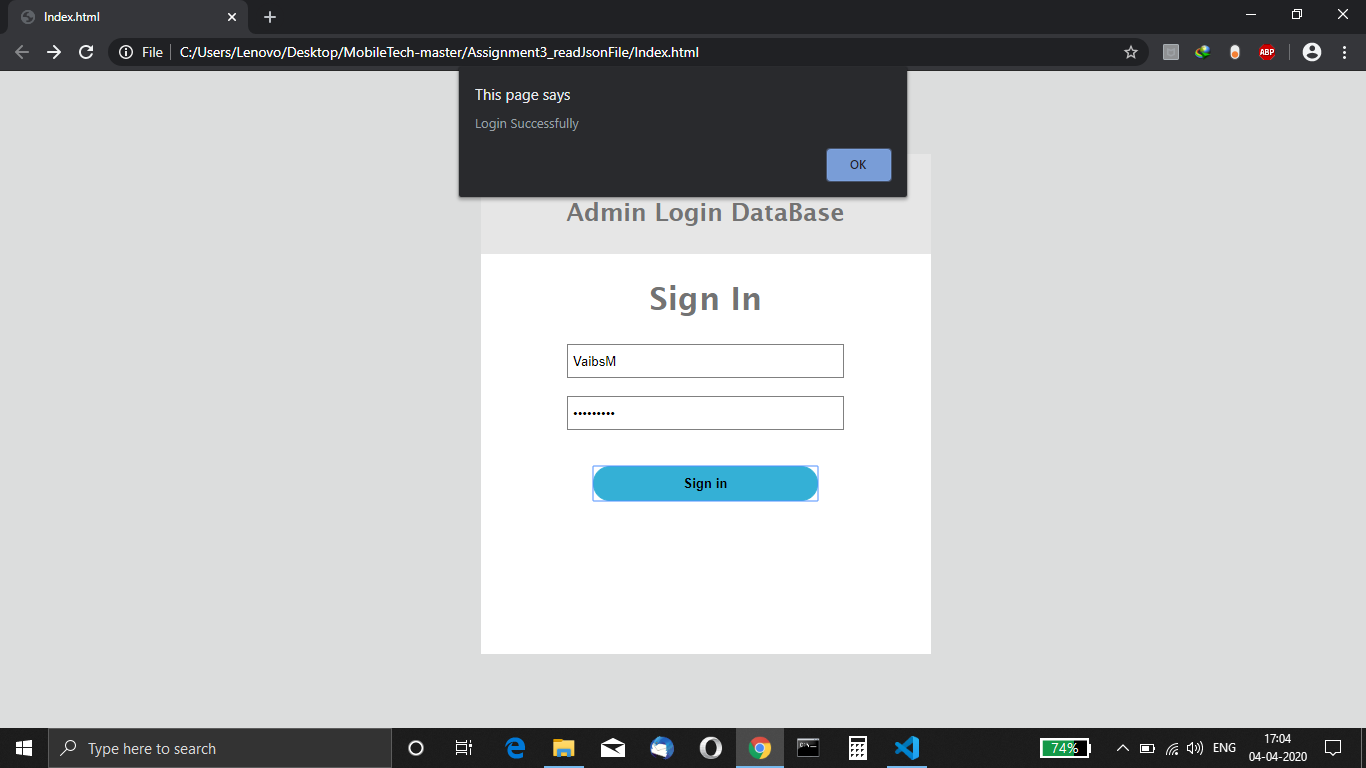 Index.html
File
C:/Users/Lenovo/Desktop/MobileTech-master/Assignment3_readJsonFile/Index.html
ABP
This page says
Login Successfully
OK
Admin Login DataBase
Sign In
VaibsM
•••••••••
Sign in
Type here to search
74%
ENG
17:04
04-04-2020